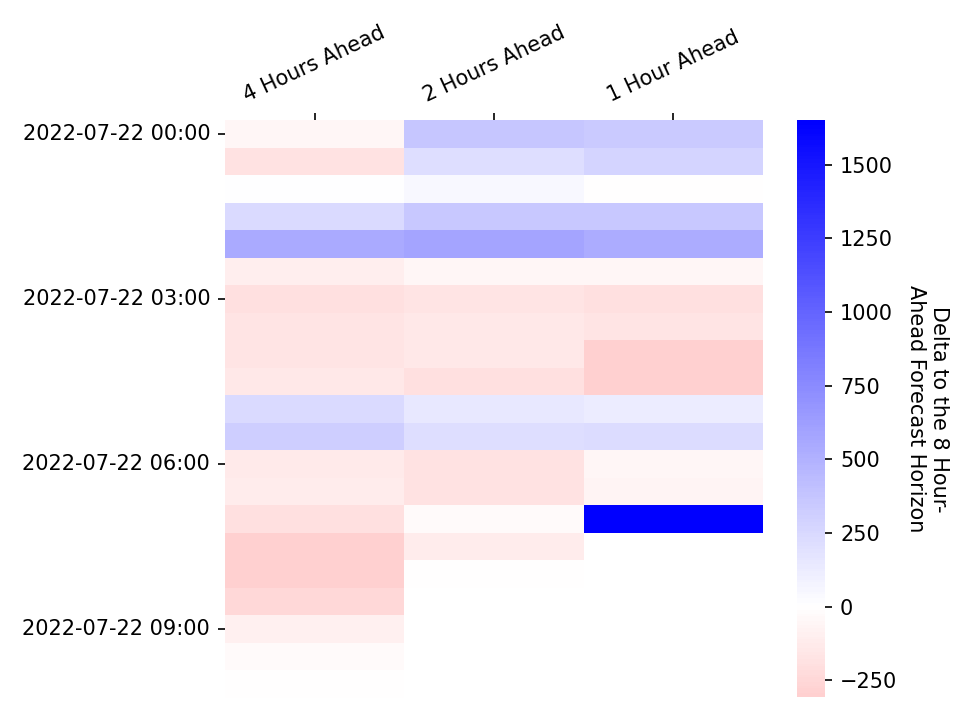 4 Hours Ahead
2 Hours Ahead
1 Hour Ahead
2022-07-22 00:00
2022-07-22 03:00
2022-07-22 06:00
2022-07-22 09:00
1500
1250
1000
750
500
250
0
−250
Delta to the 8 Hour-
Ahead Forecast Horizon